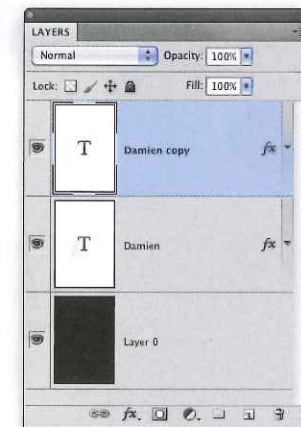 LAYERS
Normal Opacity: 100%
Lock: Fill: 100%
T Damien copy fx
T Damien fx
Layer 0
fx.